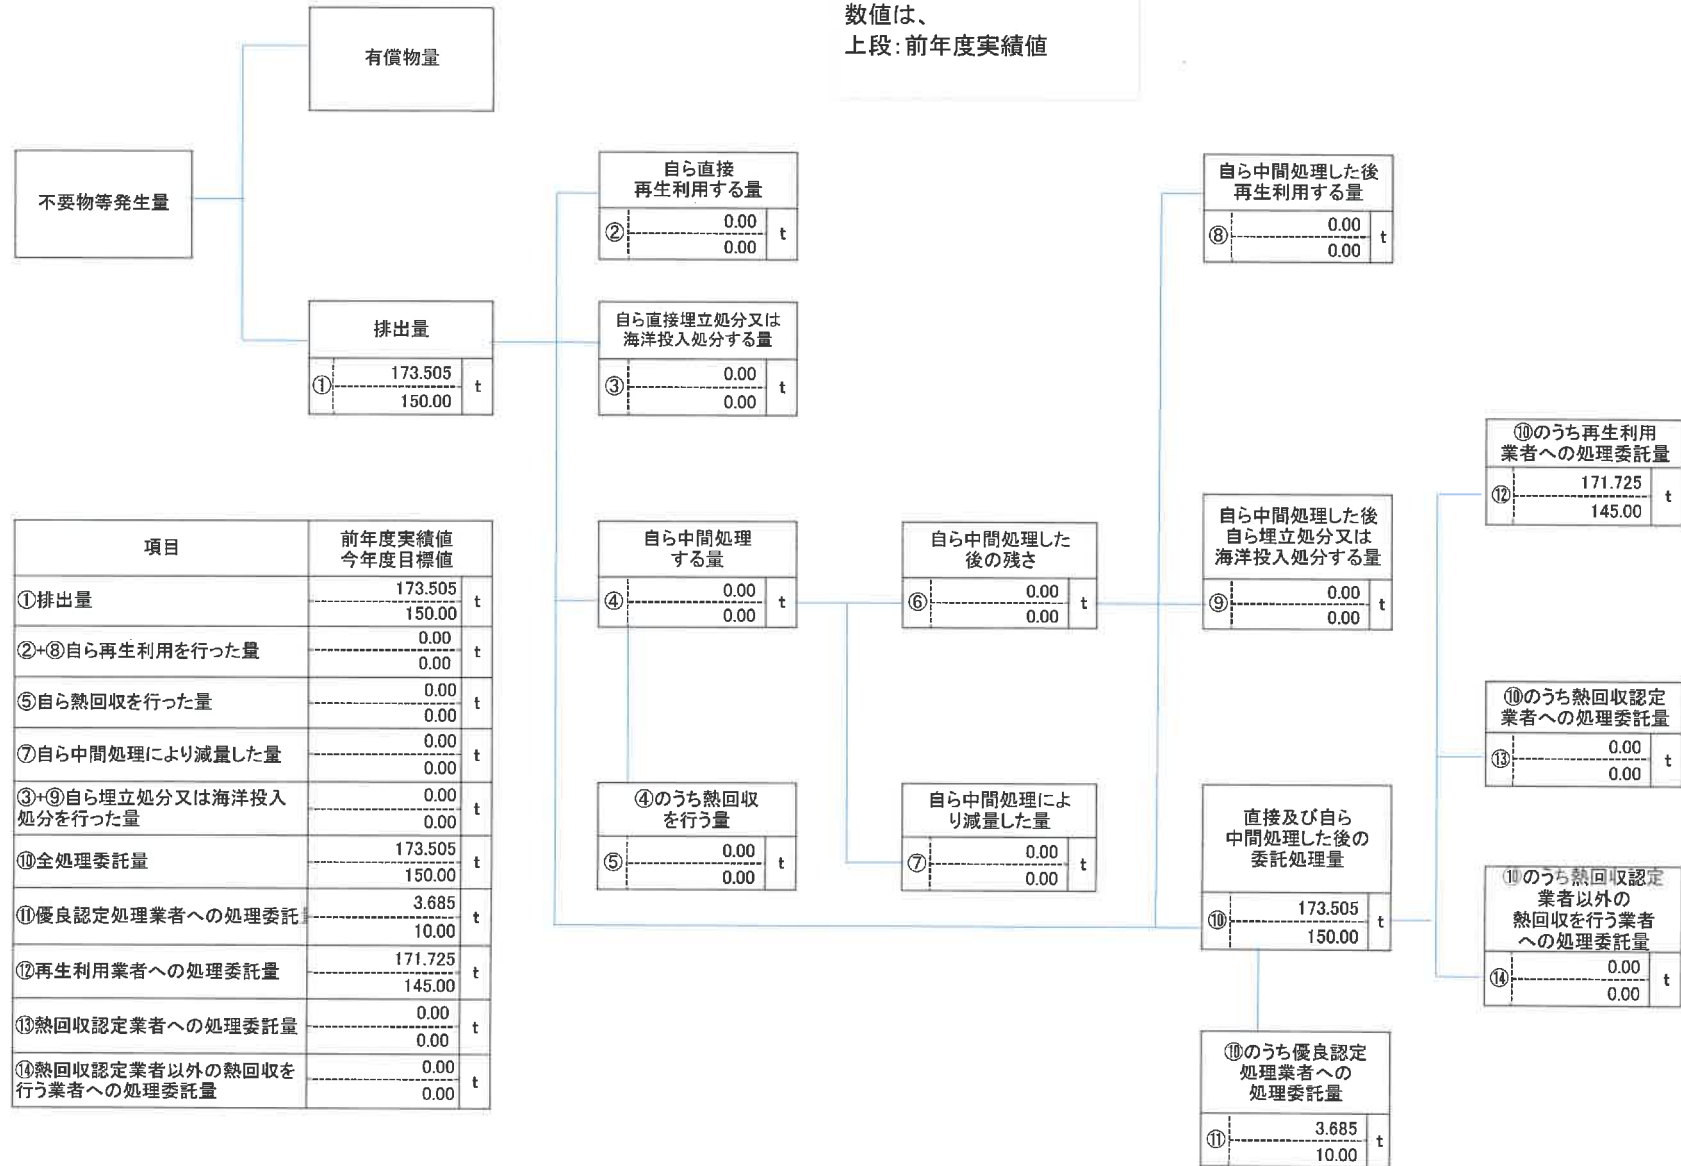 数値は、
上段:前年度実績値
有償物量
不要物等発生量
排出量
①
173.505
150.00
t
自ら直接
再生利用する量
②
0.00
0.00
t
自ら直接埋立処分又は
海洋投入処分する量
③
0.00
0.00
t
自ら中間処理
する量
④
0.00
0.00
t
④のうち熱回収
を行う量
⑤
0.00
0.00
t
自ら中間処理した
後の残さ
⑥
0.00
0.00
t
自ら中間処理によ
り減量した量
⑦
0.00
0.00
t
自ら中間処理した後
再生利用する量
⑧
0.00
0.00
t
自ら中間処理した後
自ら埋立処分又は
海洋投入処分する量
⑨
0.00
0.00
t
直接及び自ら
中間処理した後の
委託処理量
⑩
173.505
150.00
t
⑩のうち優良認定
処理業者への
処理委託量
⑪
3.685
10.00
t
⑩のうち再生利用
業者への処理委託量
⑫
171.725
145.00
t
⑩のうち熱回収認定
業者への処理委託量
⑬
0.00
0.00
t
⑩のうち熱回収認定
業者以外の
熱回収を行う業者
への処理委託量
⑭
0.00
0.00
t
項目
前年度実績値
今年度目標値
①排出量
173.505
150.00
t
②+⑧自ら再生利用を行った量
0.00
0.00
t
⑤自ら熱回収を行った量
0.00
0.00
t
⑦自ら中間処理により減量した量
0.00
0.00
t
③+⑨自ら埋立処分又は海洋投入
処分を行った量
0.00
0.00
t
⑩全処理委託量
173.505
150.00
t
⑪優良認定処理業者への処理委託
3.685
10.00
t
⑫再生利用業者への処理委託量
171.725
145.00
t
⑬熱回収認定業者への処理委託量
0.00
0.00
t
⑭熱回収認定業者以外の熱回収を
行う業者への処理委託量
0.00
0.00
t